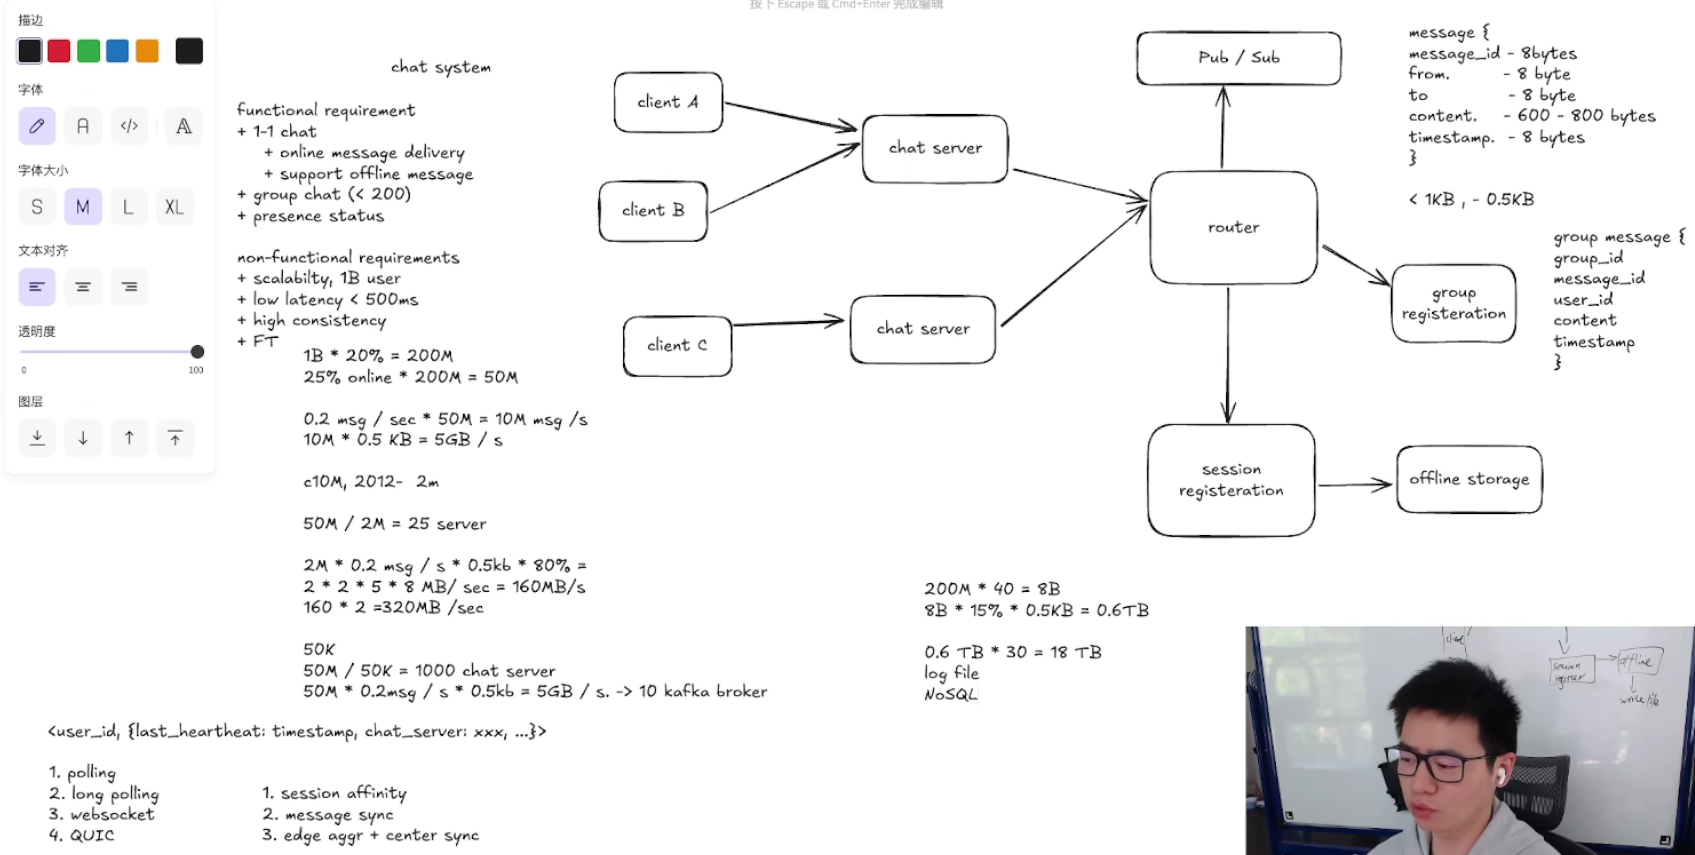 按下 Escape 或 Cmd+Enter 完成编辑
描边
字体
A
</>
A
字体大小
S M L XL
文本对齐
透明度
0 100
图层
chat system
functional requirement
+ 1-1 chat
+ online message delivery
+ support offline message
+ group chat (< 200)
+ presence status
non-functional requirements
+ scalabilty, 1B user
+ low latency < 500ms
+ high consistency
+ FT
1B * 20% = 200M
25% online * 200M = 50M
0.2 msg / sec * 50M = 10M msg /s
10M * 0.5 KB = 5GB / s
c10M, 2012- 2m
50M / 2M = 25 server
2M * 0.2 msg / s * 0.5kb * 80% =
2 * 2 * 5 * 8 MB/ sec = 160MB/s
160 * 2 =320MB /sec
50K
50M / 50K = 1000 chat server
50M * 0.2msg / s * 0.5kb = 5GB / s. -> 10 kafka broker
<user_id, {last_heartheat: timestamp, chat_server: xxx, ...}>
1. polling
2. long polling
3. websocket
4. QUIC
1. session affinity
2. message sync
3. edge aggr + center sync
client A
client B
client C
chat server
chat server
Pub / Sub
router
group
registeration
session
registeration
offline storage
message {
message_id - 8bytes
from. - 8 byte
to - 8 byte
content. - 600 - 800 bytes
timestamp. - 8 bytes
}
< 1KB , - 0.5KB
group message {
group_id
message_id
user_id
content
timestamp
}
200M * 40 = 8B
8B * 15% * 0.5KB = 0.6TB
0.6 TB * 30 = 18 TB
log file
NoSQL
client
session
register
offline
write file